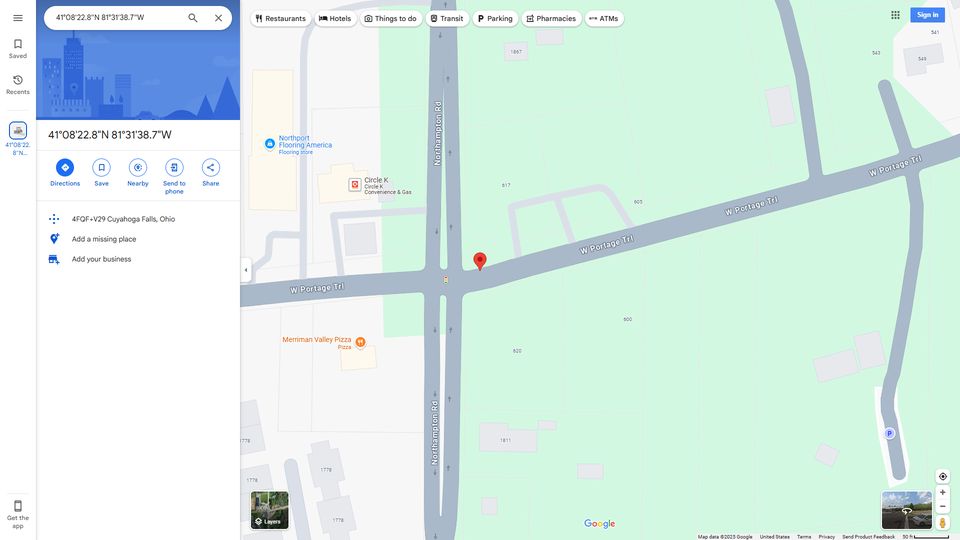 41°08'22.8"N 81°31'38.7"W
Saved
Recents
41°08'22.
8"N...
Get the
app
41°08'22.8"N 81°31'38.7"W
Directions
Save
Nearby
Send to
phone
Share
4FQF+V29 Cuyahoga Falls, Ohio
Add a missing place
Add your business
Restaurants
Hotels
Things to do
Transit
Parking
Pharmacies
ATMs
Sign in
1867
541
543
549
Northampton Rd
Northport
Flooring America
Flooring store
Circle K
Circle K
Convenience & Gas
817
605
W Portage Trl
W Portage Trl
W Portage Trl
W Portage Trl
Merriman Valley Pizza
Pizza
600
820
Northampton Rd
1811
1778
1778
1778
1778
P
Layers
Google
Map data ©2025 Google
United States
Terms
Privacy
Send Product Feedback
50 ft